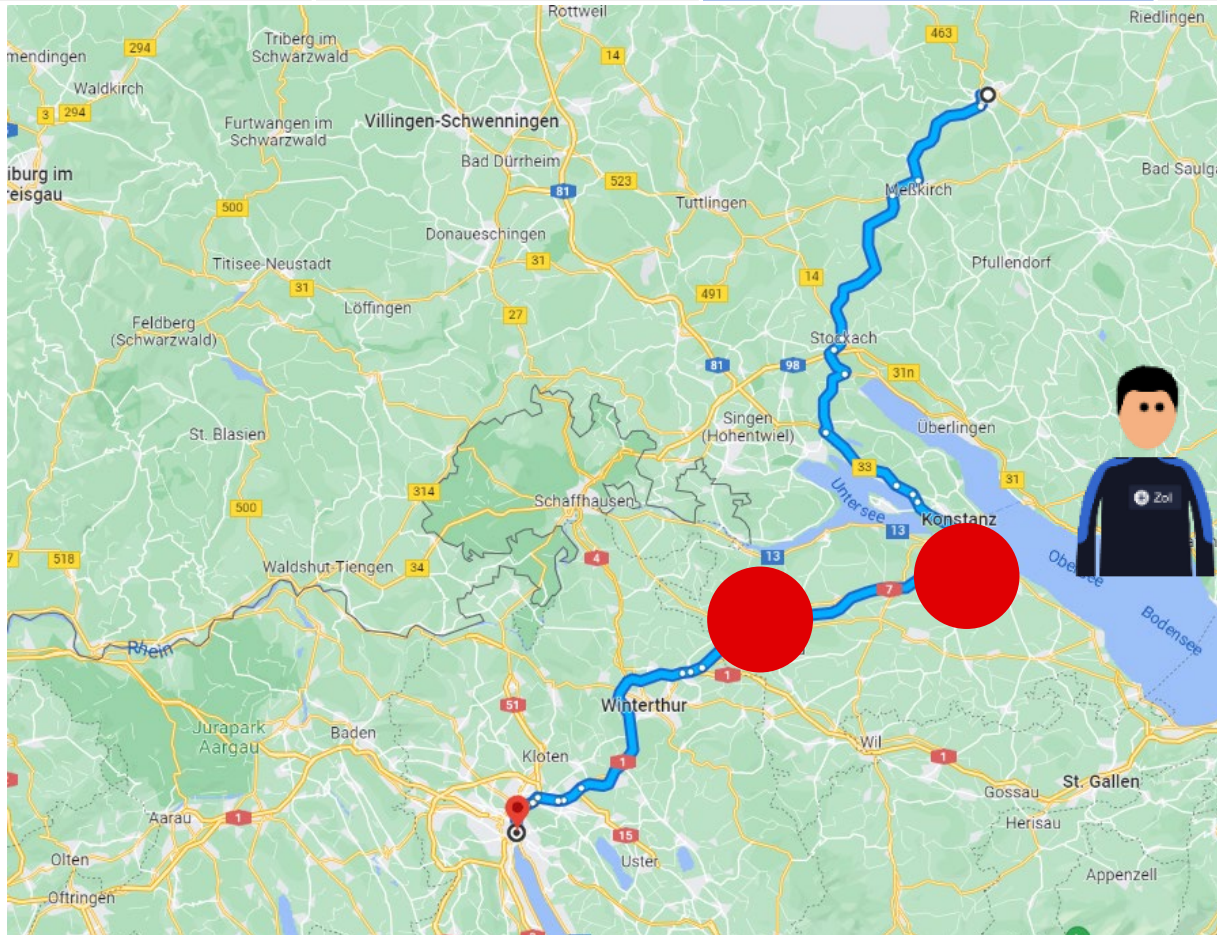 Rottweil
Riedlingen
463
Triberg im
Schwarzwald
294
mendingen
14
Waldkirch
3
294
Furtwangen im
Schwarzwald
Villingen-Schwenningen
Bad Dürrheim
iburg im
reisgau
Bad Saulga
81
523
Meßkirch
500
Tuttlingen
Donaueschingen
Titisee-Neustadt
31
Pfullendorf
14
31
491
Löffingen
27
Feldberg
(Schwarzwald)
Stockach
81
98
31n
Singen
(Hohentwiel)
Überlingen
St. Blasien
33
31
314
Untersee
Zol
500
Schaffhausen
Konstanz
13
7
518
4
13
Obersee
Waldshut-Tiengen
34
7
Bodensee
Rhein
1
51
Winterthur
Jurapark
Aargau
Baden
Wil
Kloten
1
1
St. Gallen
Gossau
Aarau
1
15
Herisau
Olten
Uster
Appenzell
Oftringen